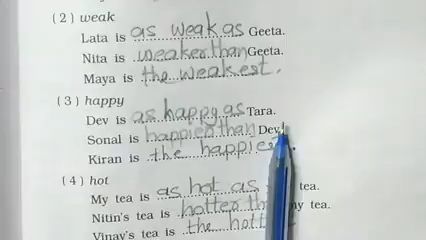 (2) weak
Lata is as weak as Geeta.
Nita is weaker than Geeta.
Maya is the weakest.
(3) happy
Dev is as happy as Tara.
Sonal is happier than Dev.
Kiran is the happiest.
(4) hot
My tea is as hot as tea.
Nitin's tea is hotter my tea.
Vinay's tea is the